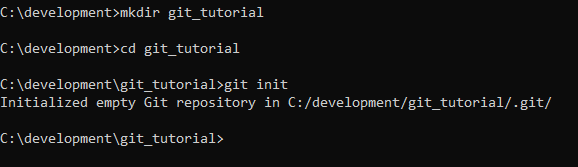 C:\development>mkdir git_tutorial
C:\development>cd git_tutorial
C:\development\git_tutorial>git init
Initialized empty Git repository in C:/development/git_tutorial/.git/
C:\development\git_tutorial>